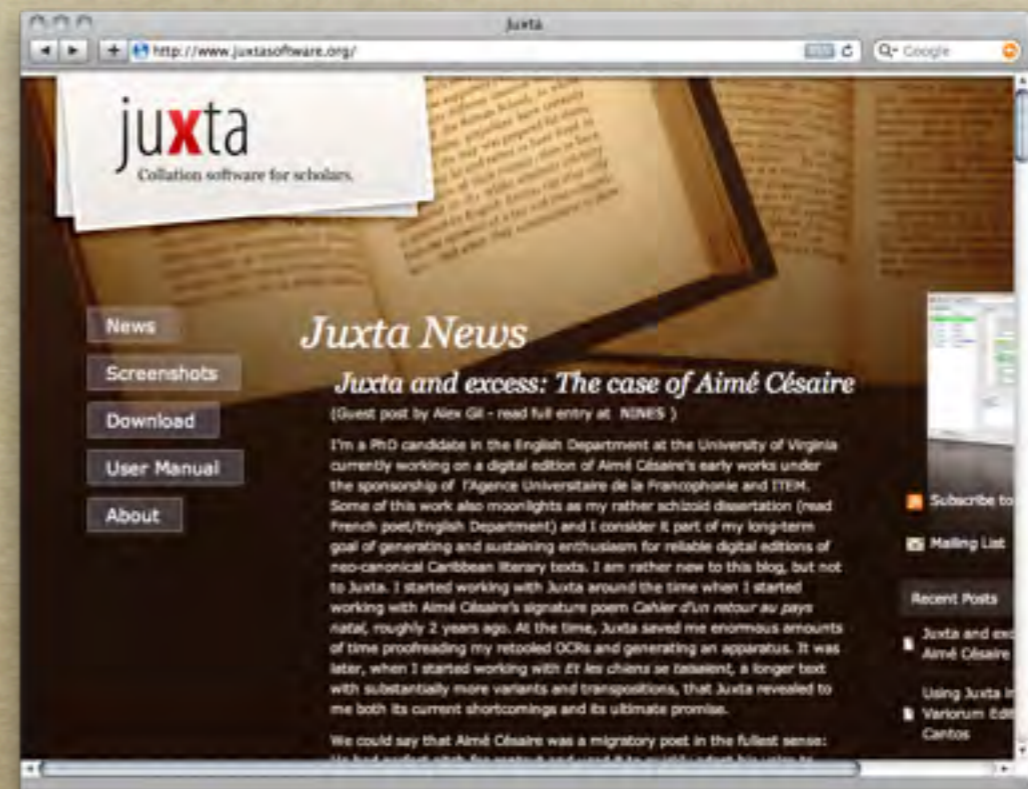 Juxta
http://www.juxtasoftware.org/
Google
juxta
Collation software for scholars.
News
Screenshots
Download
User Manual
About
Juxta News
Juxta and excess: The case of Aimé Césaire
(Guest post by Alex Gil - read full entry at NINES )
I'm a PhD candidate in the English Department at the University of Virginia
currently working on a digital edition of Aimé Césaire's early works under
the sponsorship of l'Agence Universitaire de la Francophonie and ITEM.
Some of this work also moonlights as my rather schizoid dissertation (read
French poet/English Department) and I consider it part of my long-term
goal of generating and sustaining enthusiasm for reliable digital editions of
neo-canonical Caribbean literary texts. I am rather new to this blog, but not
to Juxta. I started working with Juxta around the time when I started
working with Aimé Césaire's signature poem Cahier d'un retour au pays
natal, roughly 2 years ago. At the time, Juxta saved me enormous amounts
of time proofreading my retooled OCRs and generating an apparatus. It was
later, when I started working with Et les chiens se taisaient, a longer text
with substantially more variants and transpositions, that Juxta revealed to
me both its current shortcomings and its ultimate promise.
We could say that Aimé Césaire was a migratory poet in the fullest sense:
Subscribe to
Mailing List
Recent Posts
Juxta and exc
Aimé Césaire
Using Juxta in
Variorum Edit
Cantos